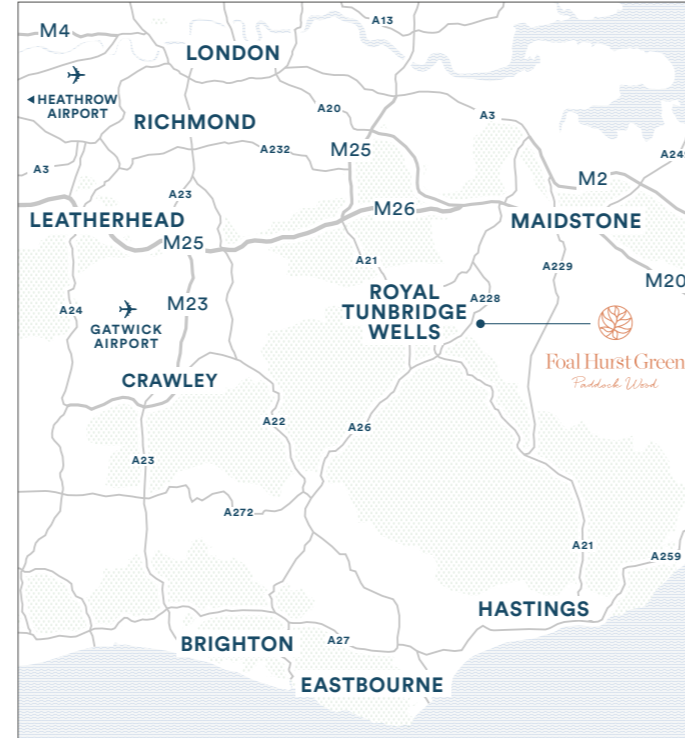 A13
M4
LONDON
◄HEATHROW
AIRPORT
A20
A3
RICHMOND
A232
M25
A249
A3
M2
A23
M26
LEATHERHEAD
MAIDSTONE
M25
A21
A229
M20
ROYAL
TUNBRIDGE
WELLS
A228
A24
M23
GATWICK
AIRPORT
Foal Hurst Green
Paddock Wood
CRAWLEY
A22
A26
A23
A272
A21
A259
HASTINGS
BRIGHTON
A27
EASTBOURNE